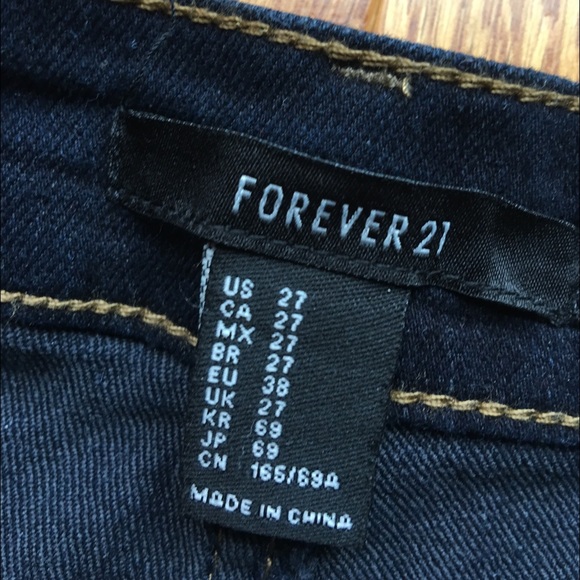 FOREVER 21
US 27
CA 27
MX 27
BR 27
EU 38
UK 27
KR 69
JP 69
CN 165/69A
MADE IN CHINA